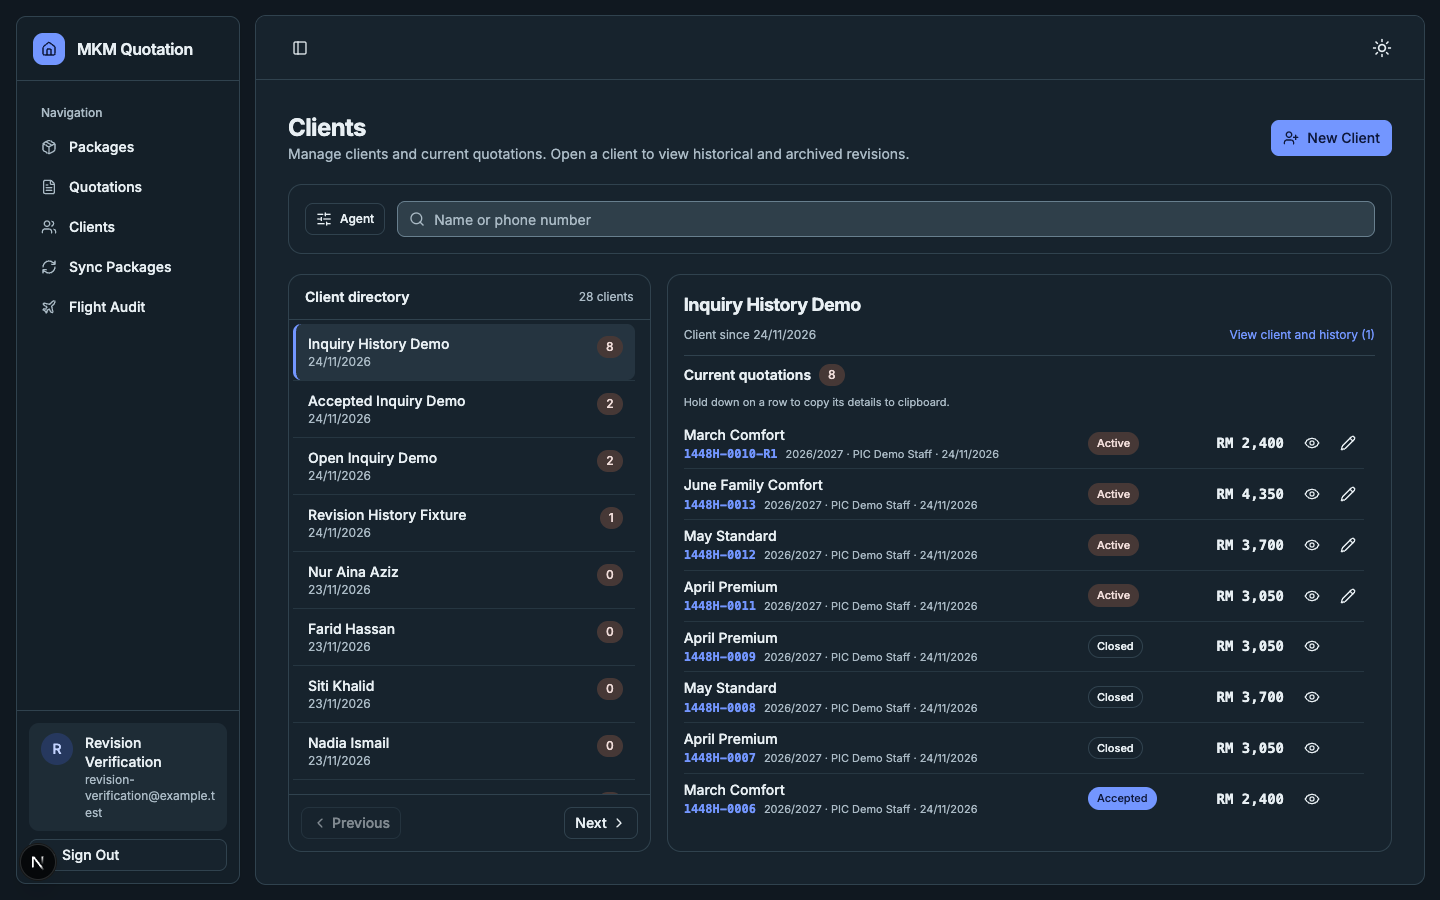 MKM Quotation
Navigation
Packages
Quotations
Clients
Sync Packages
Flight Audit
R
Revision
Verification
revision-
verification@example.t
est
N
Sign Out
Clients
Manage clients and current quotations. Open a client to view historical and archived revisions.
New Client
Agent
Name or phone number
Client directory
28 clients
Inquiry History Demo
8
24/11/2026
Accepted Inquiry Demo
2
24/11/2026
Open Inquiry Demo
2
24/11/2026
Revision History Fixture
1
24/11/2026
Nur Aina Aziz
0
23/11/2026
Farid Hassan
0
23/11/2026
Siti Khalid
0
23/11/2026
Nadia Ismail
0
23/11/2026
Previous
Next
Inquiry History Demo
Client since 24/11/2026
View client and history (1)
Current quotations 8
Hold down on a row to copy its details to clipboard.
March Comfort
1448H-0010-R1 2026/2027 · PIC Demo Staff · 24/11/2026
Active
RM 2,400
June Family Comfort
1448H-0013 2026/2027 · PIC Demo Staff · 24/11/2026
Active
RM 4,350
May Standard
1448H-0012 2026/2027 · PIC Demo Staff · 24/11/2026
Active
RM 3,700
April Premium
1448H-0011 2026/2027 · PIC Demo Staff · 24/11/2026
Active
RM 3,050
April Premium
1448H-0009 2026/2027 · PIC Demo Staff · 24/11/2026
Closed
RM 3,050
May Standard
1448H-0008 2026/2027 · PIC Demo Staff · 24/11/2026
Closed
RM 3,700
April Premium
1448H-0007 2026/2027 · PIC Demo Staff · 24/11/2026
Closed
RM 3,050
March Comfort
1448H-0006 2026/2027 · PIC Demo Staff · 24/11/2026
Accepted
RM 2,400